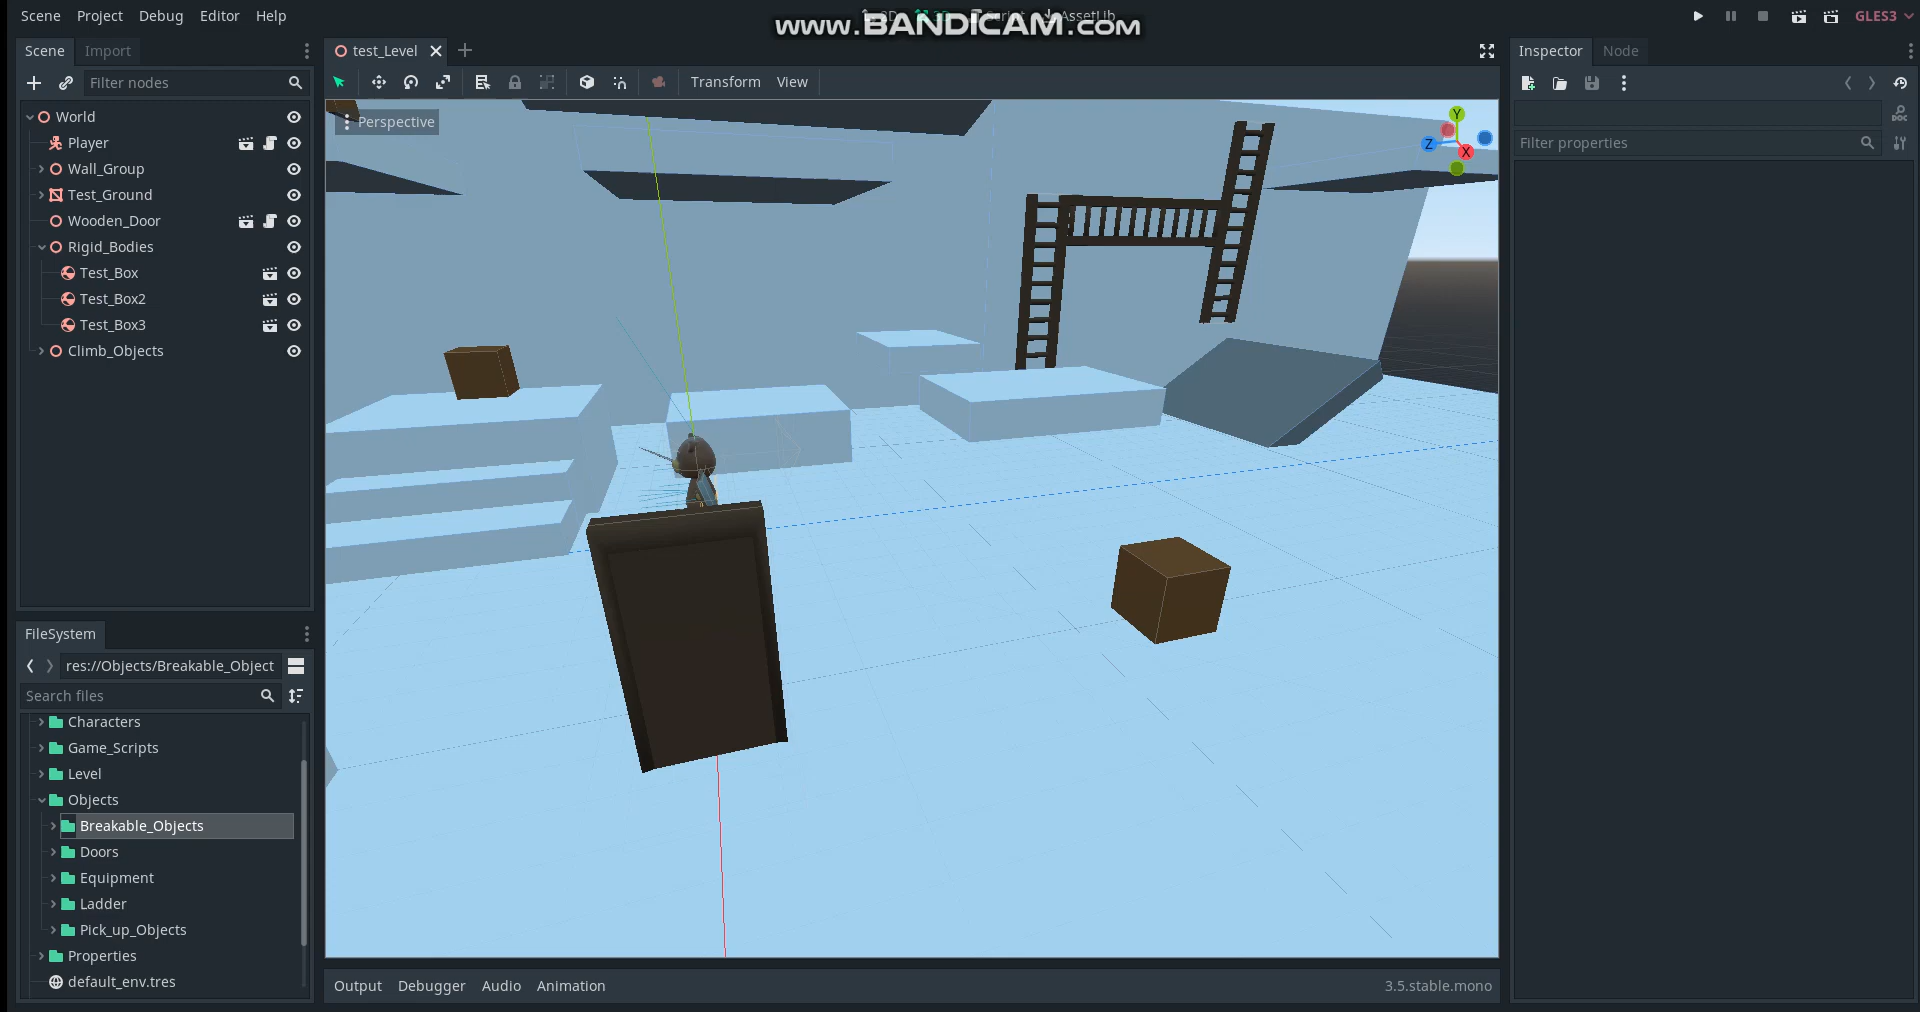 Scene Project Debug Editor Help
www.BANDICAM.com
AssetLib
GLES3
Scene Import
Filter nodes
World
Player
Wall_Group
Test_Ground
Wooden_Door
Rigid_Bodies
Test_Box
Test_Box2
Test_Box3
Climb_Objects
FileSystem
res://Objects/Breakable_Object
Search files
Characters
Game_Scripts
Level
Objects
Breakable_Objects
Doors
Equipment
Ladder
Pick_up_Objects
Properties
default_env.tres
test_Level
Transform View
Perspective
Y
Z
X
Output Debugger Audio Animation
3.5.stable.mono
Inspector Node
DOC
Filter properties